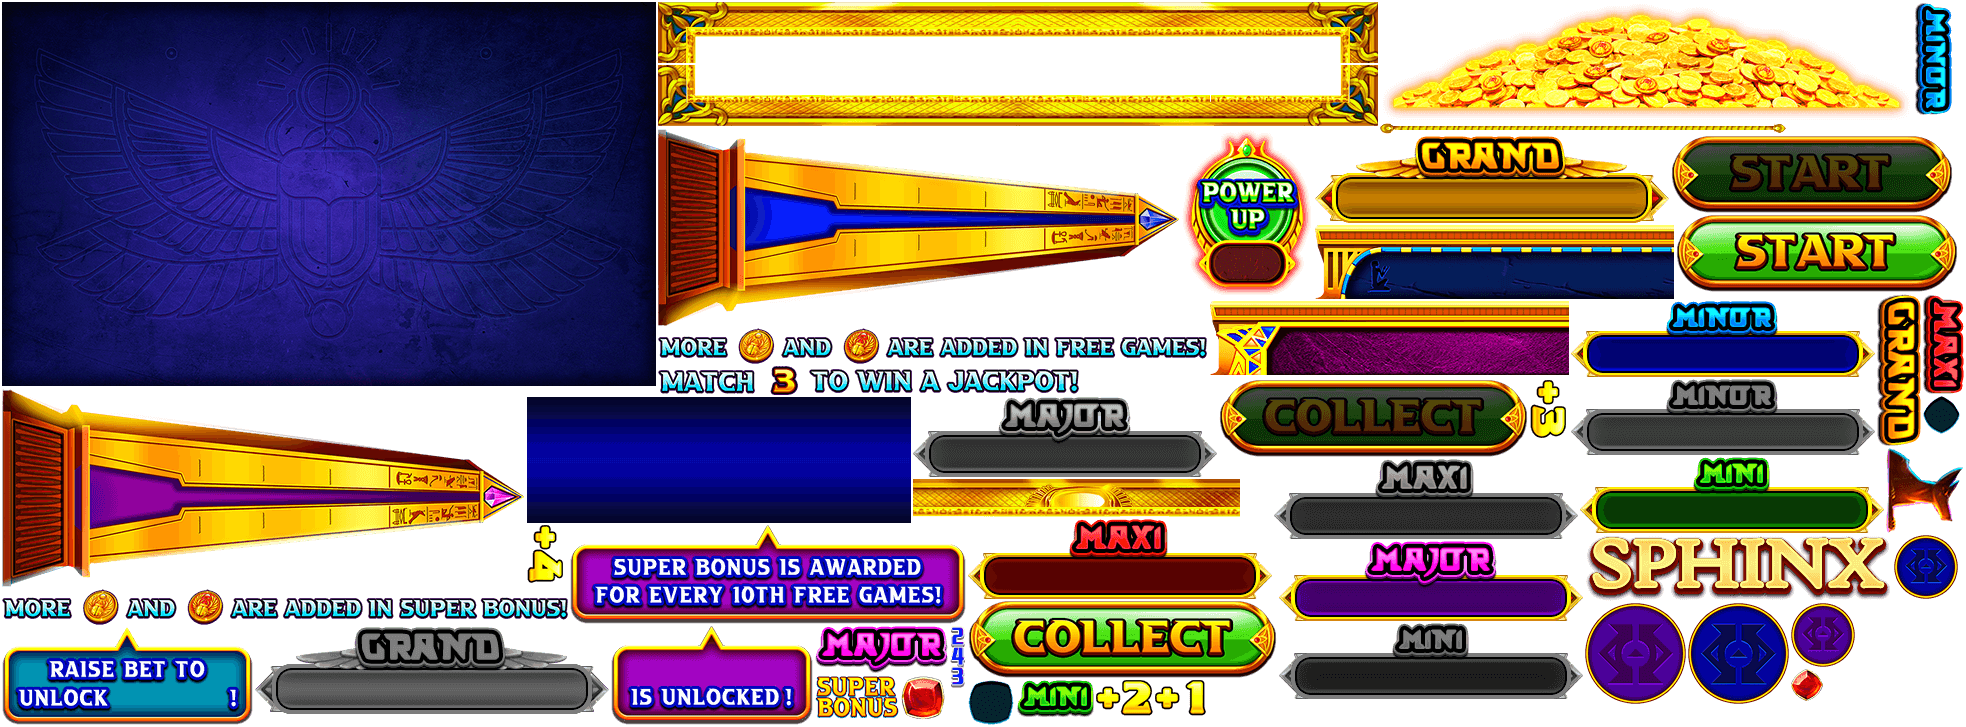 MINOR
GRAND
START
POWER
UP
START
MORE AND ARE ADDED IN FREE GAMES!
MATCH 3 TO WIN A JACKPOT!
MINOR
GRAND
MAXI
COLLECT
+3
MINOR
MAJOR
MAXI
MINI
+4
SUPER BONUS IS AWARDED
FOR EVERY 10TH FREE GAMES!
MAXI
MAJOR
SPHINX
MORE AND ARE ADDED IN SUPER BONUS!
RAISE BET TO
UNLOCK !
GRAND
IS UNLOCKED!
MAJOR
243
COLLECT
MINI
SUPER
BONUS
MINI+2+1